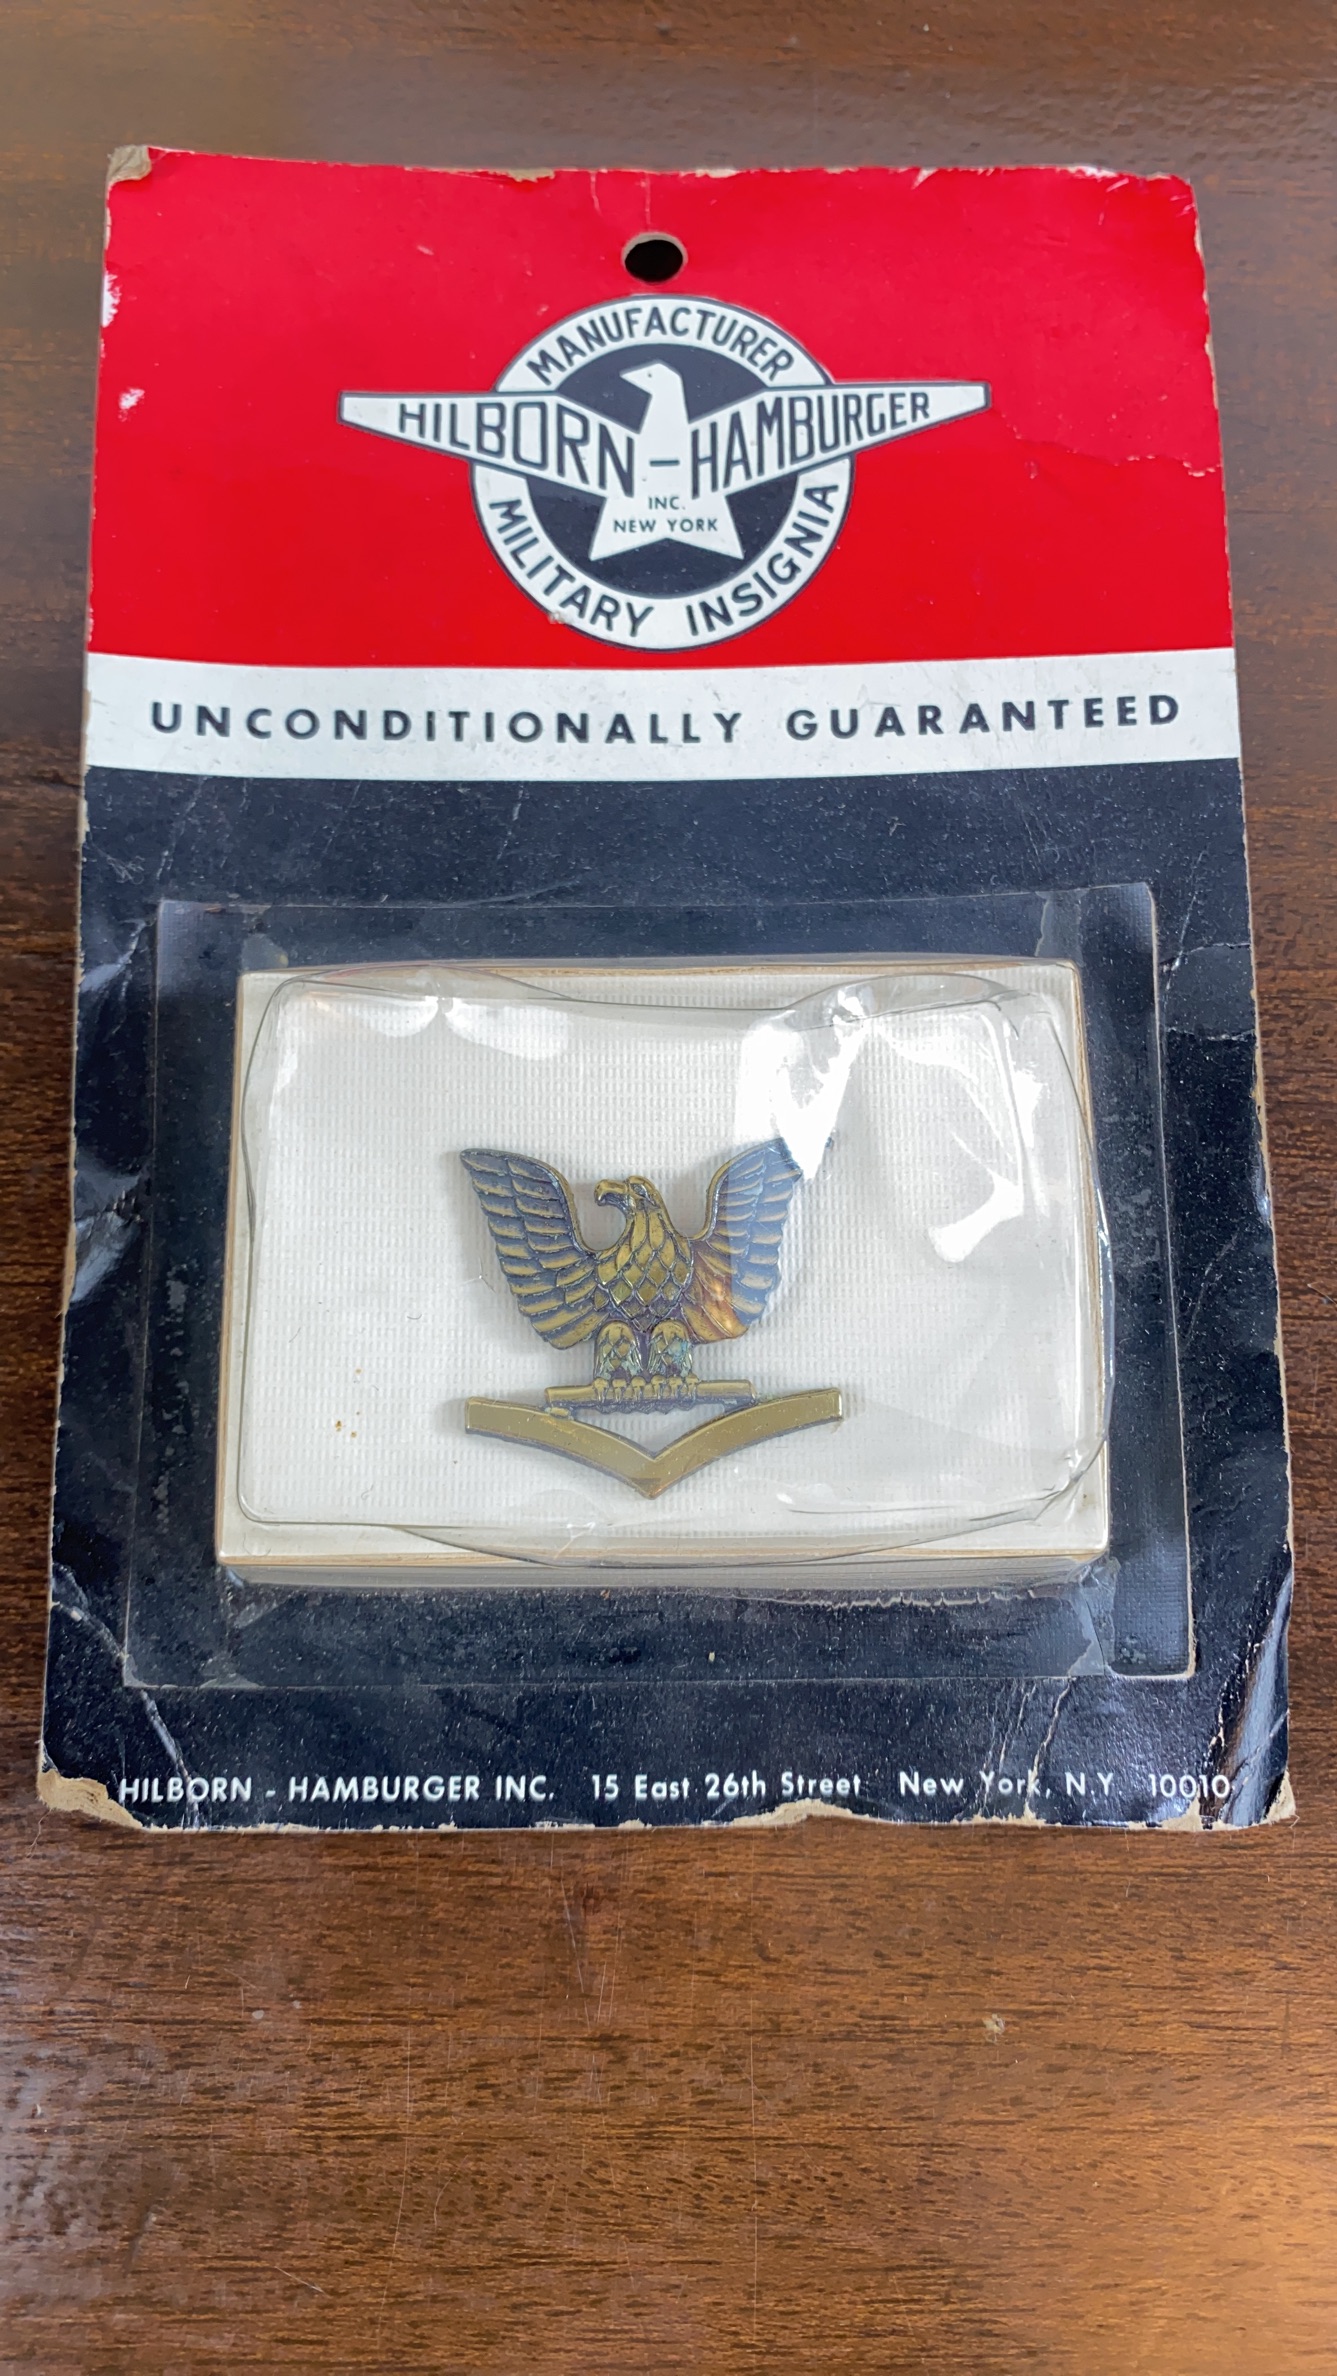 MANUFACTURER
HILBORN - HAMBURGER
INC.
NEW YORK
MILITARY INSIGNIA
UNCONDITIONALLY GUARANTEED
HILBORN - HAMBURGER INC. 15 East 26th Street New York, N.Y 10010